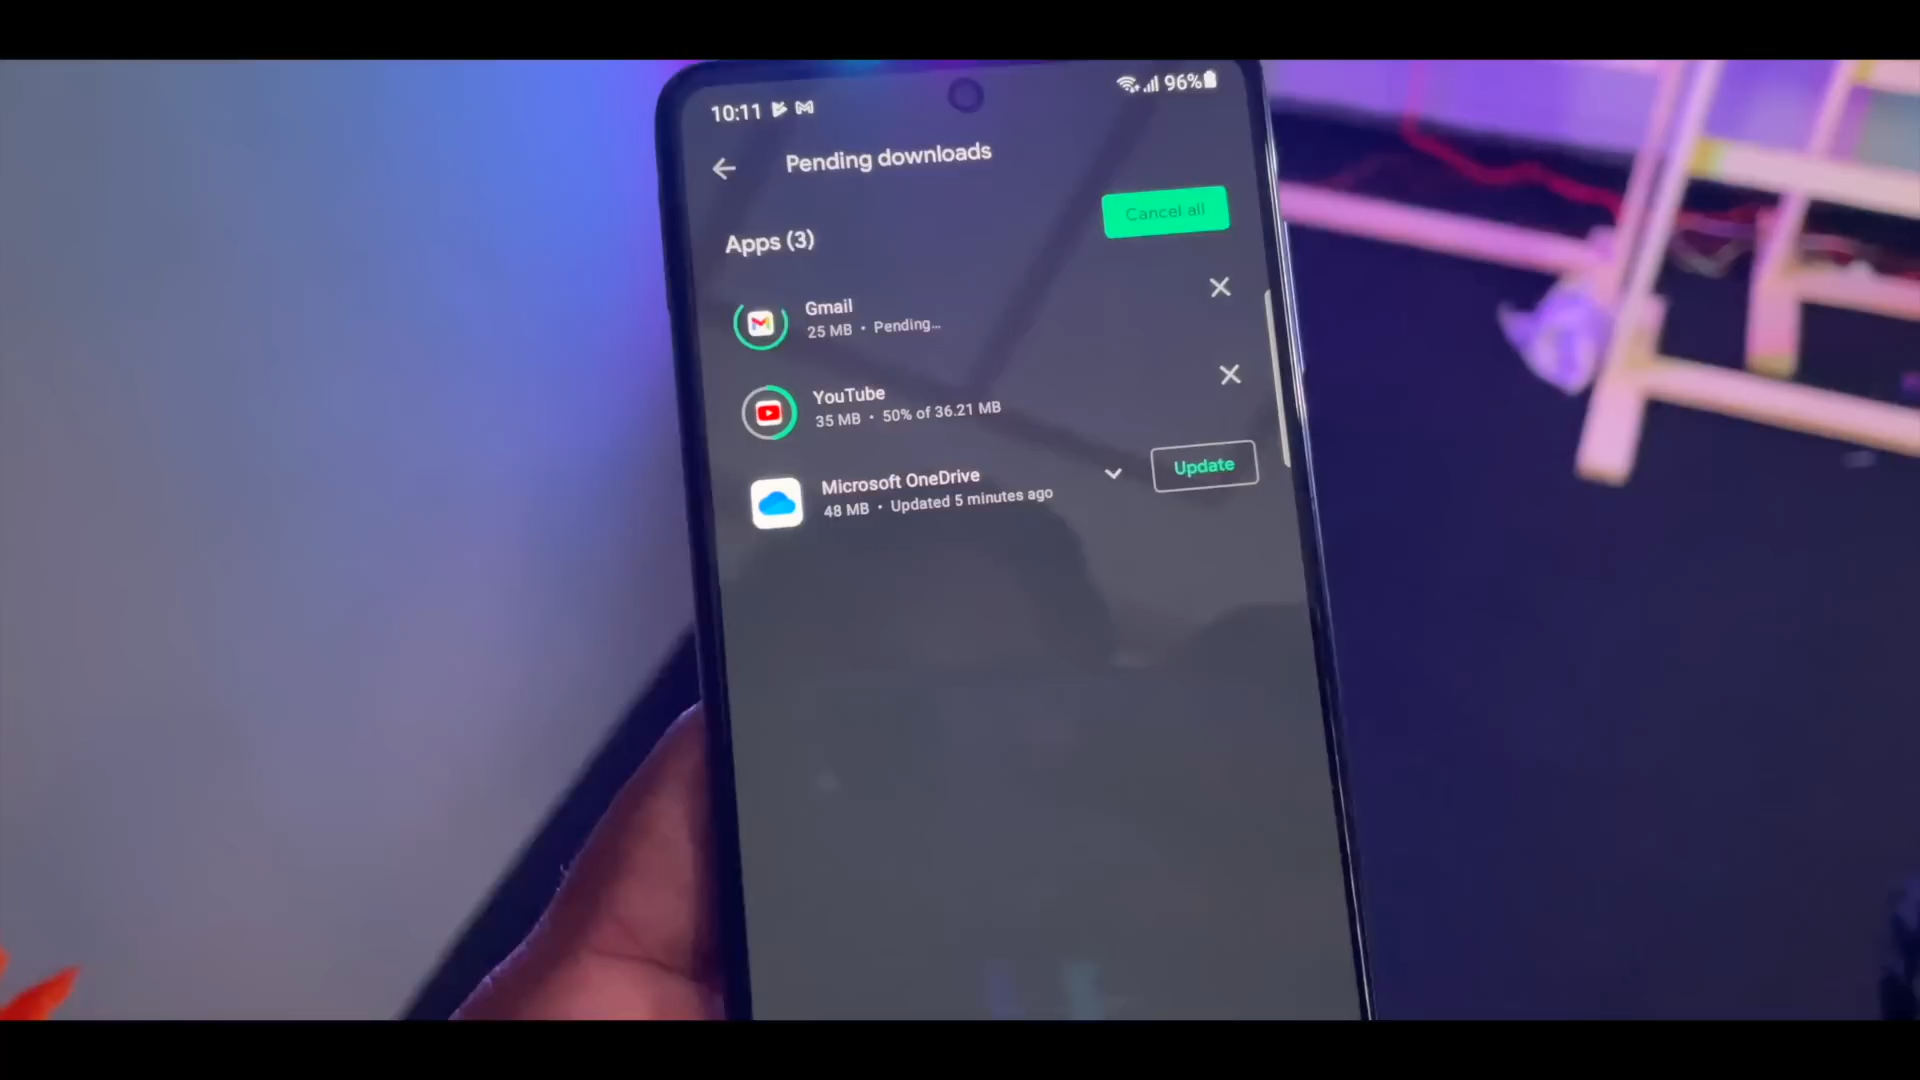 10:11
96%
Pending downloads
Cancel all
Apps (3)
Gmail
25 MB • Pending...
YouTube
35 MB • 50% of 36.21 MB
Microsoft OneDrive
48 MB • Updated 5 minutes ago
Update